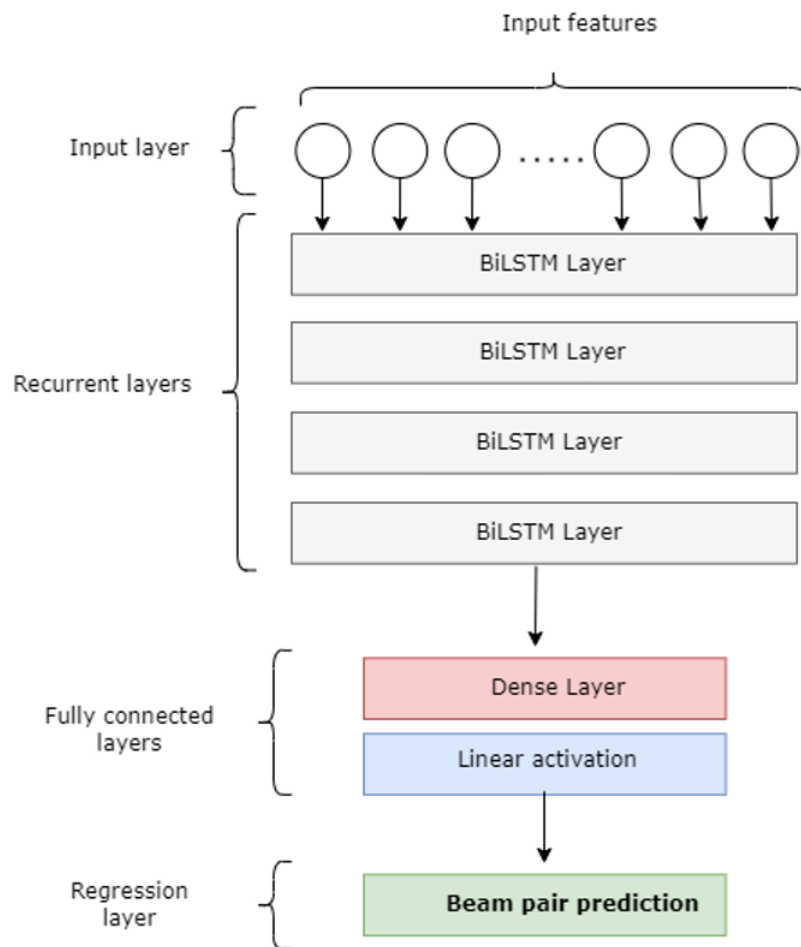 Input features
Input layer
.....
BiLSTM Layer
BiLSTM Layer
Recurrent layers
BiLSTM Layer
BiLSTM Layer
Dense Layer
Fully connected
layers
Linear activation
Regression
layer
Beam pair prediction